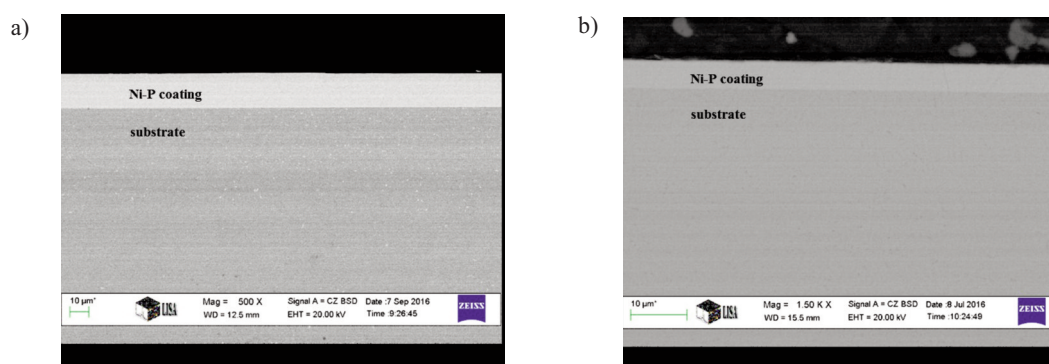 a)
Ni-P coating
substrate
10 µm*
LISA
Mag = 500 X
WD = 12.5 mm
Signal A = CZ BSD
EHT = 20.00 kV
Date :7 Sep 2016
Time :9:26:45
ZEISS
b)
Ni-P coating
substrate
10 µm*
LISA
Mag = 1.50 K X
WD = 15.5 mm
Signal A = CZ BSD
EHT = 20.00 kV
Date :8 Jul 2016
Time :10:24:49
ZEISS